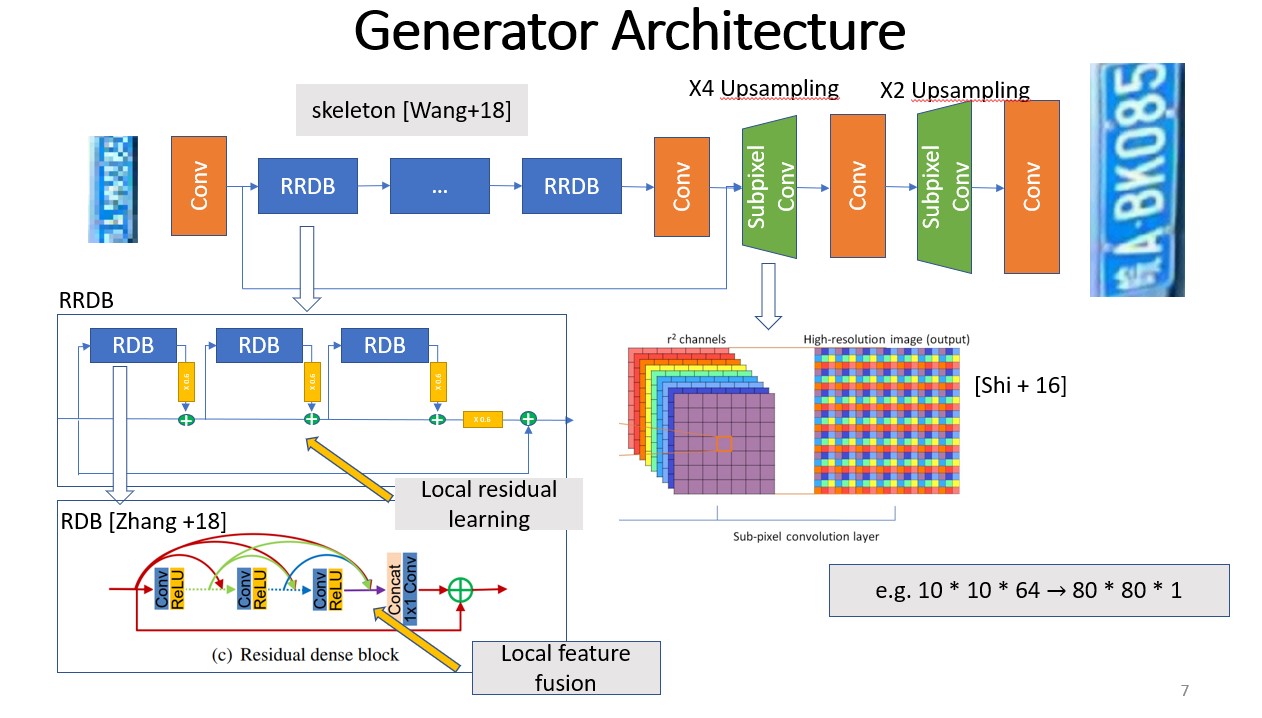 Generator Architecture
X4 Upsampling
X2 Upsampling
skeleton [Wang+18]
Conv
RRDB
...
RRDB
Conv
Subpixel
Conv
Conv
Subpixel
Conv
Conv
A·BK085
RRDB
RDB
RDB
RDB
X 0.6
X 0.6
X 0.6
X 0.6
Local residual
learning
r² channels
High-resolution image (output)
[Shi + 16]
Sub-pixel convolution layer
RDB [Zhang +18]
Conv
ReLU
Conv
ReLU
Conv
ReLU
Concat
1x1 Conv
(c) Residual dense block
Local feature
fusion
e.g. 10 * 10 * 64 → 80 * 80 * 1
7